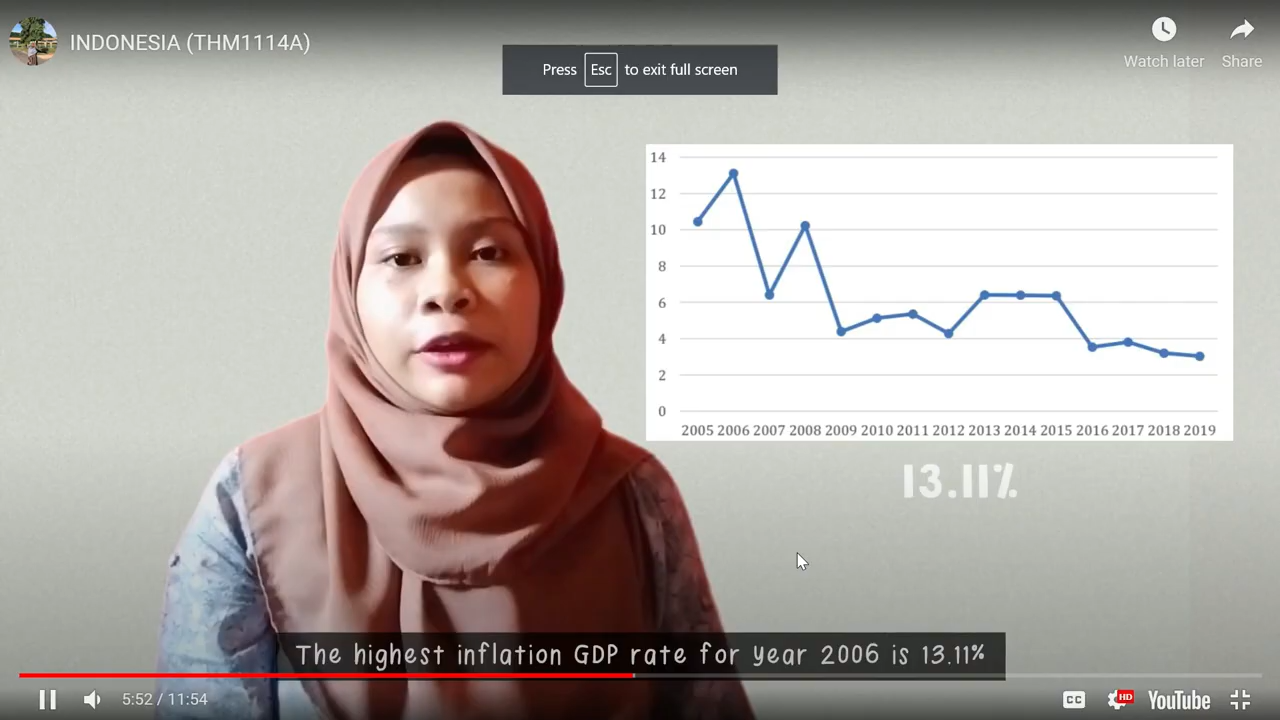 INDONESIA (THM1114A)
Watch later
Share
Press Esc to exit full screen
14
12
10
8
6
4
2
0
2005 2006 2007 2008 2009 2010 2011 2012 2013 2014 2015 2016 2017 2018 2019
13.11%
The highest inflation GDP rate for year 2006 is 13.11%
5:52 / 11:54
CC
HD
YouTube